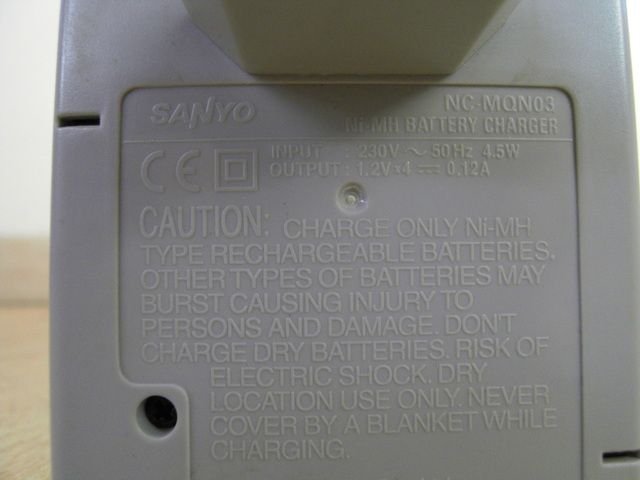 SANYO NC-MQN03
Ni-MH BATTERY CHARGER
CE INPUT : 230V ~ 50Hz 4.5W
OUTPUT : 1.2V x4 ⎓ 0.12A
CAUTION: CHARGE ONLY Ni-MH
TYPE RECHARGEABLE BATTERIES.
OTHER TYPES OF BATTERIES MAY
BURST CAUSING INJURY TO
PERSONS AND DAMAGE. DON'T
CHARGE DRY BATTERIES. RISK OF
ELECTRIC SHOCK. DRY
LOCATION USE ONLY. NEVER
COVER BY A BLANKET WHILE
CHARGING.